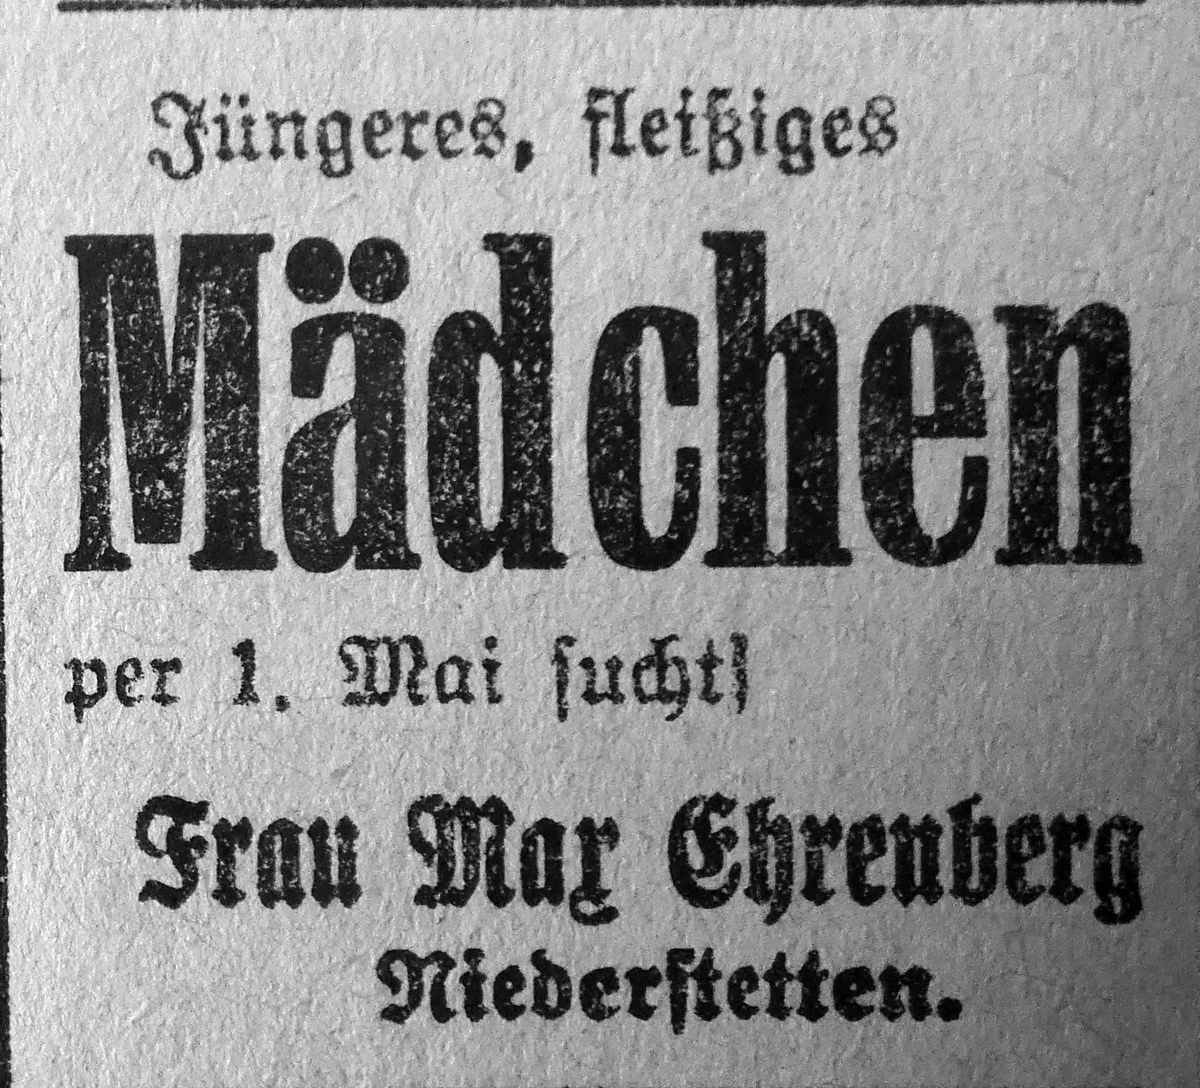 Jüngeres, fleißiges
Mädchen
per 1. Mai sucht
Frau Max Ehrenberg
Niederstetten.